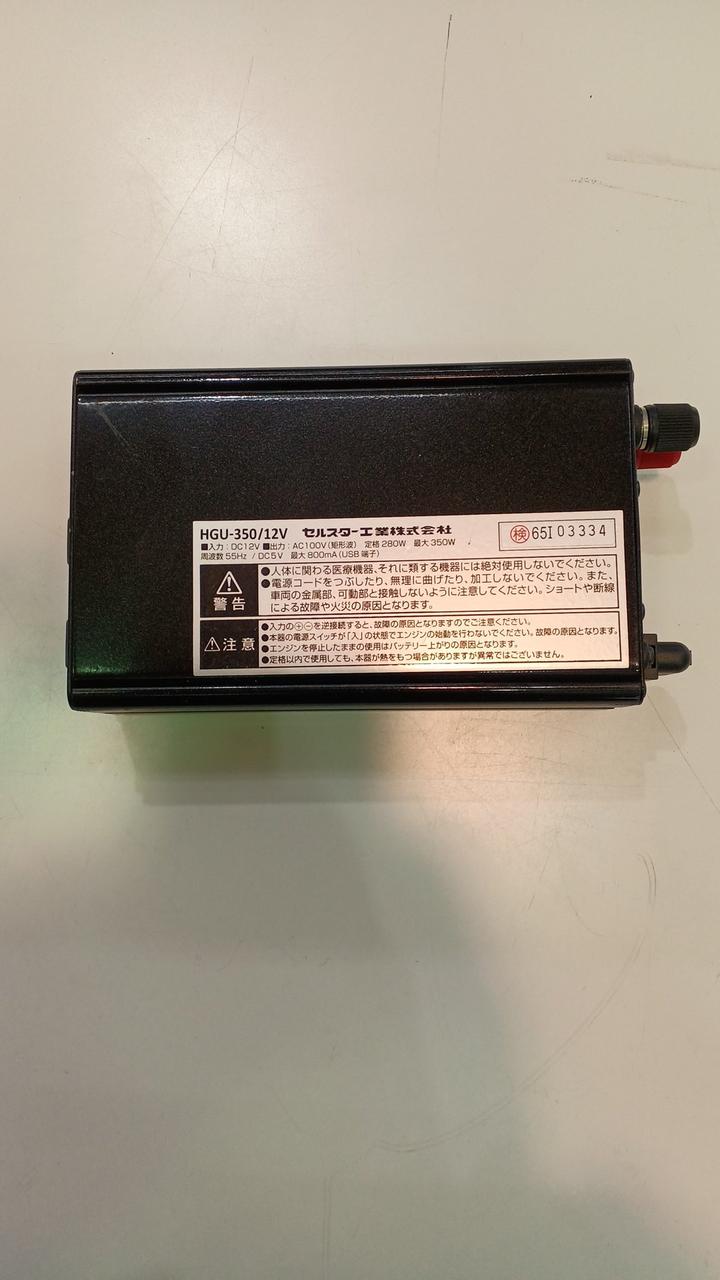 HGU-350/12V セルスター工業株式会社
■入力：DC12V ■出力：AC100V（矩形波） 定格 280W 最大 350W
周波数 55Hz / DC5V 最大 800mA（USB 端子）
検 65I03334
警告
●人体に関わる医療機器、それに類する機器には絶対使用しないでください。
●電源コードをつぶしたり、無理に曲げたり、加工しないでください。また、
車両の金属部、可動部と接触しないように注意してください。ショートや断線
による故障や火災の原因となります。
注意
●入力の⊕⊖を逆接続すると、故障の原因となりますのでご注意ください。
●本器の電源スイッチが「入」の状態でエンジンの始動を行わないでください。故障の原因となります。
●エンジンを停止したままの使用はバッテリー上がりの原因となります。
●定格以内で使用しても、本器が熱をもつ場合がありますが異常ではございません。